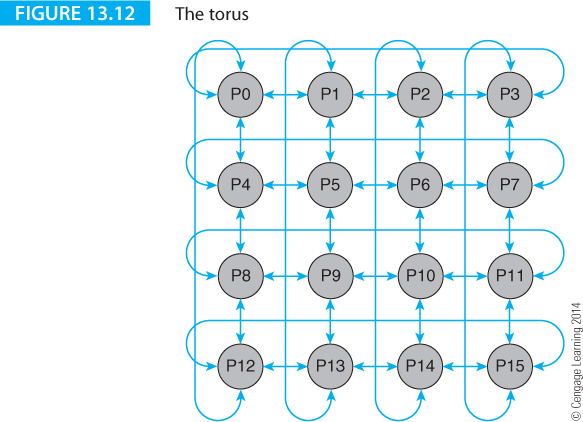 FIGURE 13.12 The torus
P0 P1 P2 P3
P4 P5 P6 P7
P8 P9 P10 P11
P12 P13 P14 P15
© Cengage Learning 2014